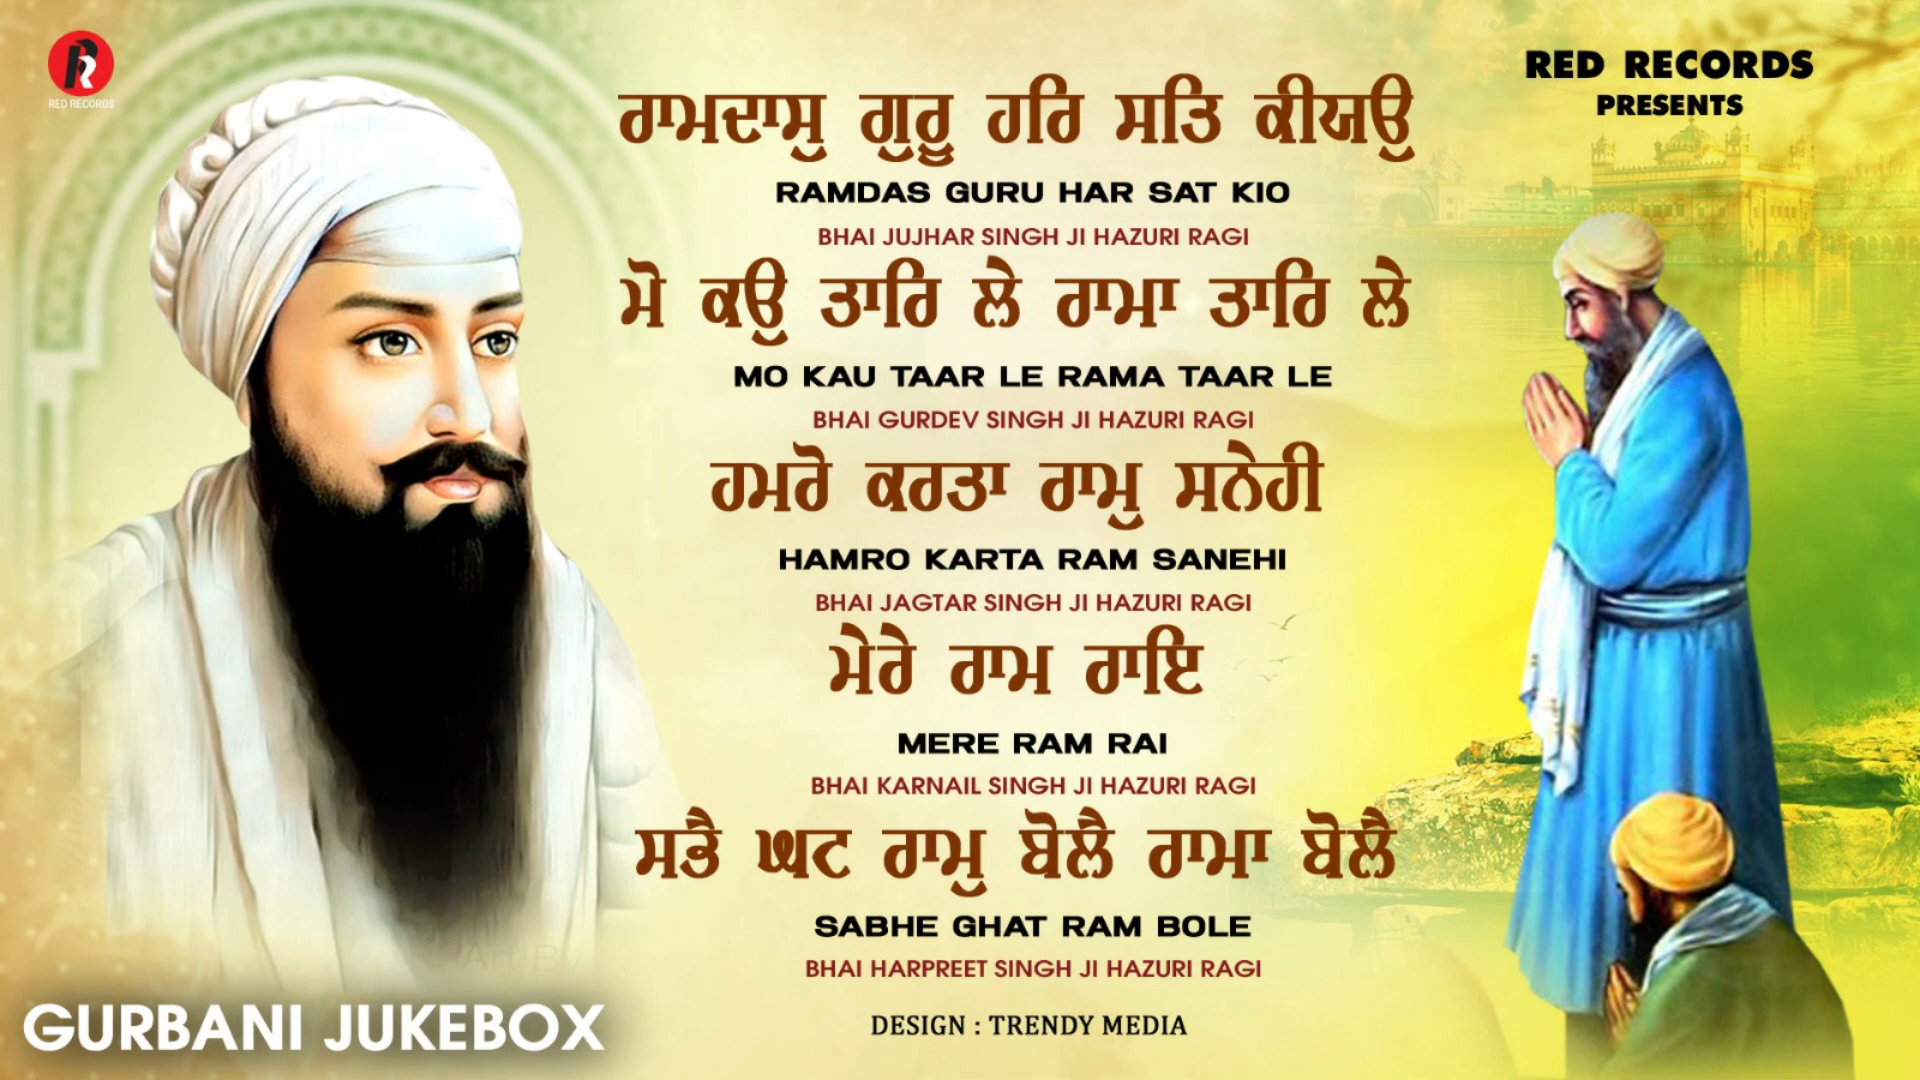 RED RECORDS
RED RECORDS
PRESENTS
ਰਾਮਦਾਸੁ ਗੁਰੂ ਹਰਿ ਸਤਿ ਕੀਯਉ
RAMDAS GURU HAR SAT KIO
BHAI JUJHAR SINGH JI HAZURI RAGI
ਮੋ ਕਉ ਤਾਰਿ ਲੇ ਰਾਮਾ ਤਾਰਿ ਲੇ
MO KAU TAAR LE RAMA TAAR LE
BHAI GURDEV SINGH JI HAZURI RAGI
ਹਮਰੋ ਕਰਤਾ ਰਾਮੁ ਸਨੇਹੀ
HAMRO KARTA RAM SANEHI
BHAI JAGTAR SINGH JI HAZURI RAGI
ਮੇਰੇ ਰਾਮ ਰਾਇ
MERE RAM RAI
BHAI KARNAIL SINGH JI HAZURI RAGI
ਸਭੈ ਘਟ ਰਾਮੁ ਬੋਲੈ ਰਾਮਾ ਬੋਲੈ
SABHE GHAT RAM BOLE
BHAI HARPREET SINGH JI HAZURI RAGI
Art By
GURBANI JUKEBOX
DESIGN : TRENDY MEDIA